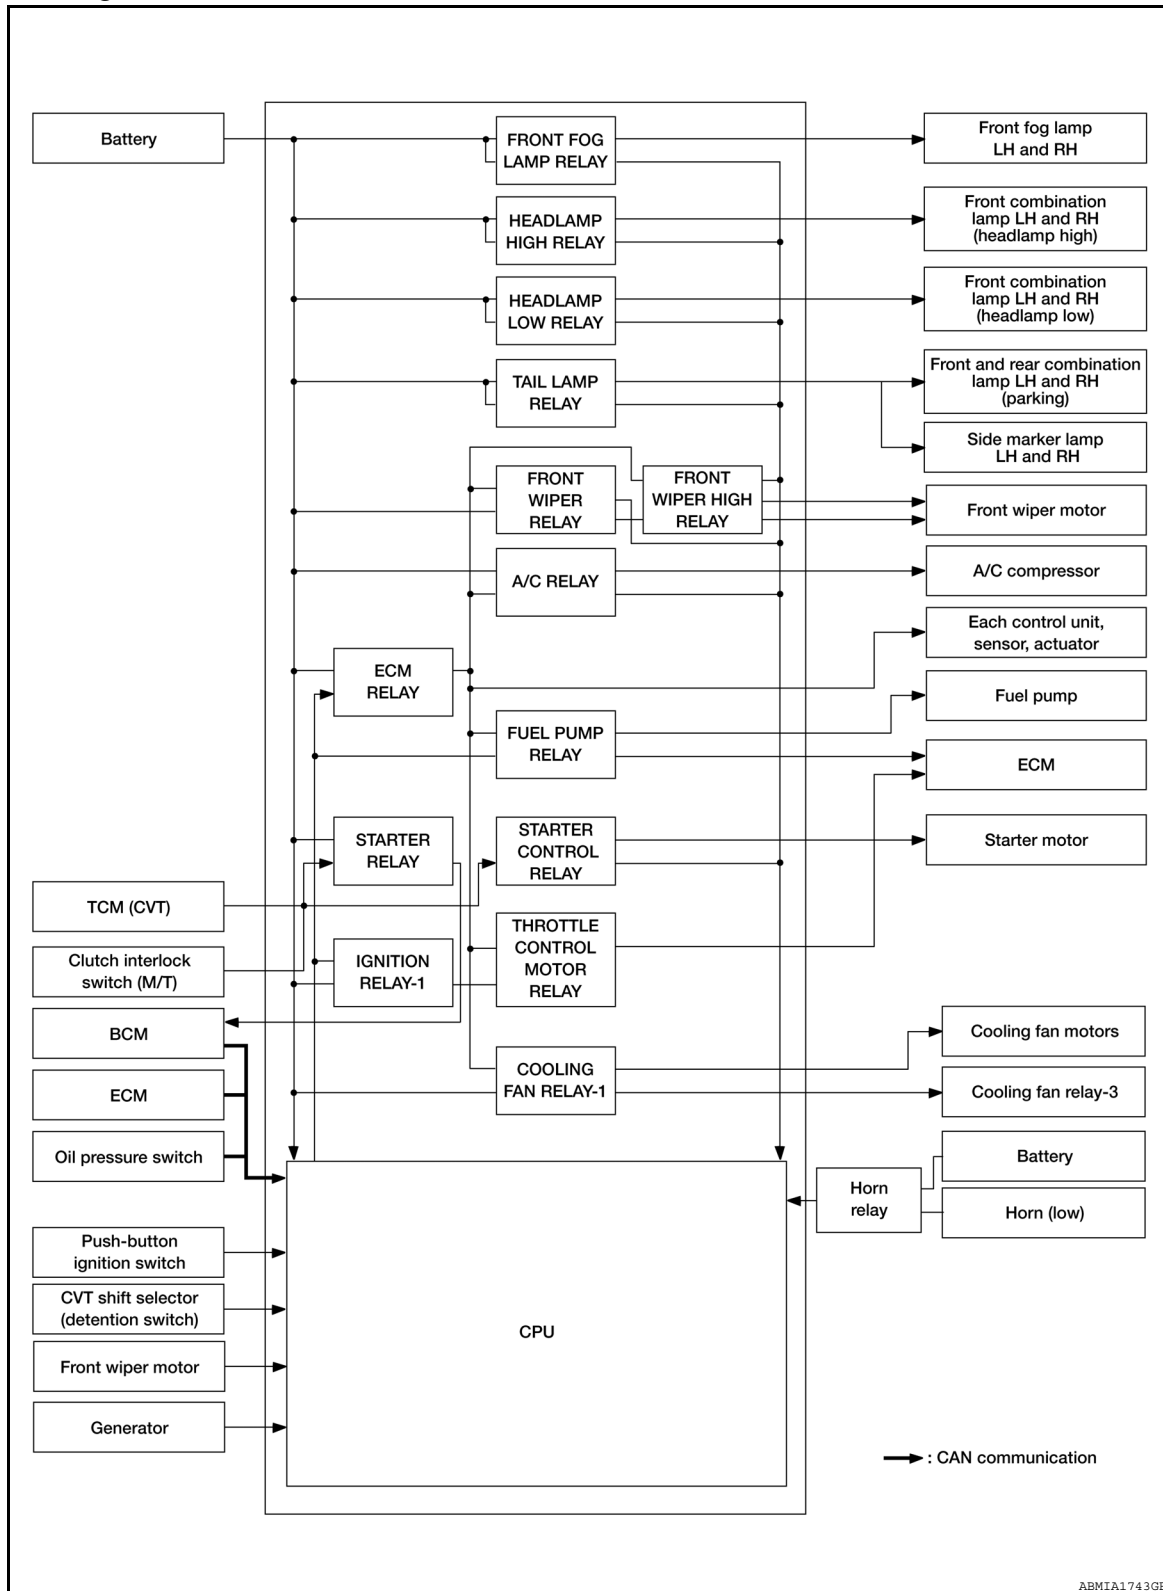 Battery
FRONT FOG
LAMP RELAY
Front fog lamp
LH and RH
HEADLAMP
HIGH RELAY
Front combination
lamp LH and RH
(headlamp high)
HEADLAMP
LOW RELAY
Front combination
lamp LH and RH
(headlamp low)
TAIL LAMP
RELAY
Front and rear combination
lamp LH and RH
(parking)
Side marker lamp
LH and RH
FRONT
WIPER
RELAY
FRONT
WIPER HIGH
RELAY
Front wiper motor
A/C RELAY
A/C compressor
Each control unit,
sensor, actuator
ECM
RELAY
Fuel pump
FUEL PUMP
RELAY
ECM
STARTER
RELAY
STARTER
CONTROL
RELAY
Starter motor
TCM (CVT)
Clutch interlock
switch (M/T)
IGNITION
RELAY-1
THROTTLE
CONTROL
MOTOR
RELAY
BCM
Cooling fan motors
ECM
COOLING
FAN RELAY-1
Cooling fan relay-3
Oil pressure switch
Battery
Horn
relay
Horn (low)
Push-button
ignition switch
CVT shift selector
(detention switch)
CPU
Front wiper motor
Generator
: CAN communication